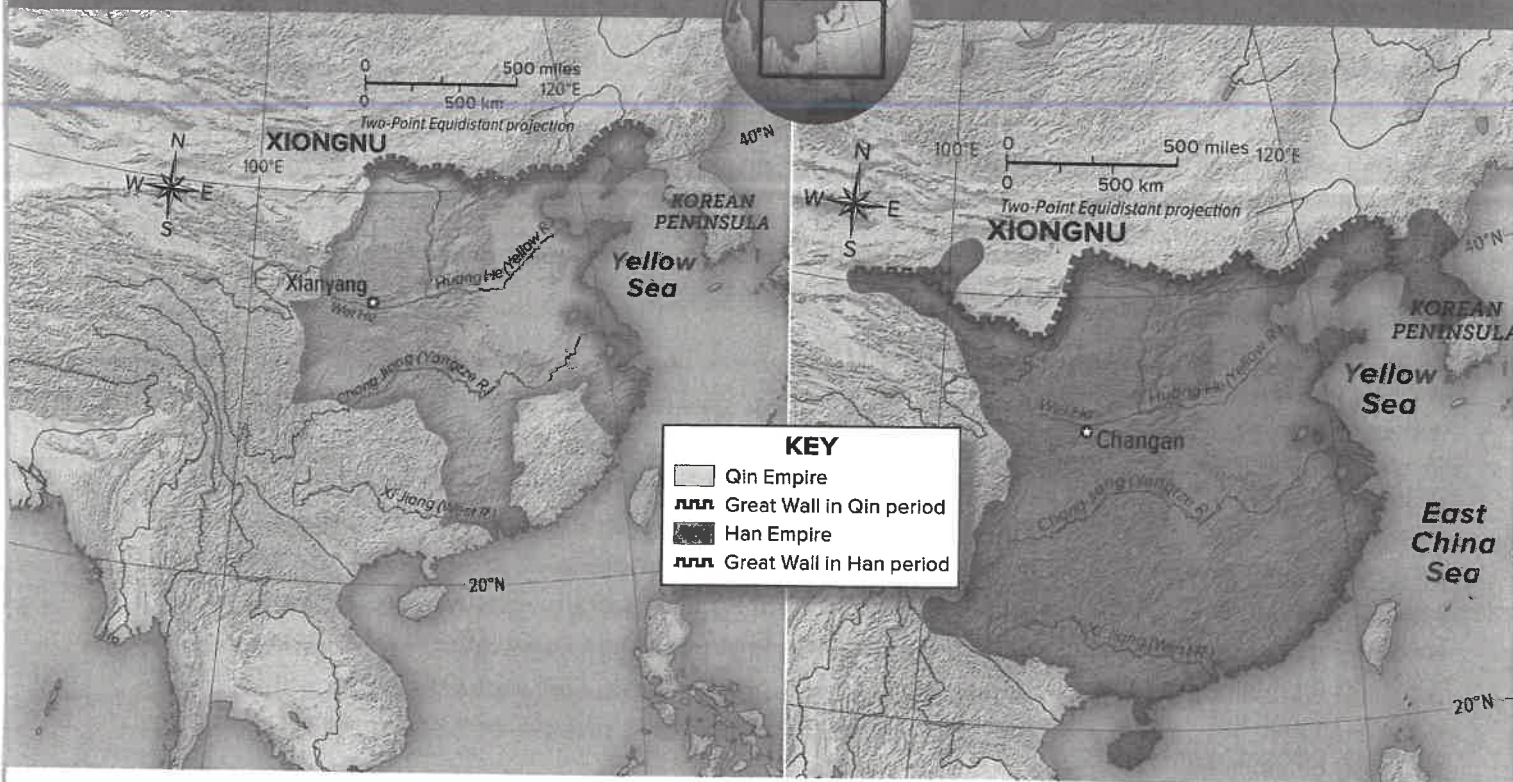 0 500 miles
120°E
0 500 km
Two-Point Equidistant projection
XIONGNU
100°E
40°N
N
W E
S
KOREAN
PENINSULA
Yellow
Sea
Huang He (Yellow R.)
Xianyang
Wei He
Chang Jiang (Yangtze R.)
Xi Jiang (West R.)
20°N
KEY
Qin Empire
Great Wall in Qin period
Han Empire
Great Wall in Han period
100°E
0 500 miles
120°E
0 500 km
Two-Point Equidistant projection
N
W E
S
XIONGNU
40°N
KOREAN
PENINSULA
Yellow
Sea
Huang He (Yellow R.)
Wei He
Changan
Chang Jiang (Yangtze R.)
East
China
Sea
Xi Jiang (West R.)
20°N